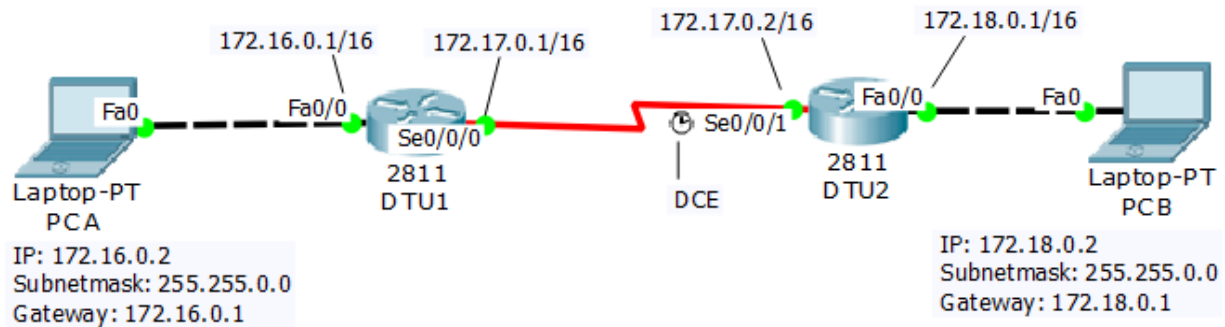 172.16.0.1/16
172.17.0.1/16
172.17.0.2/16
172.18.0.1/16
Fa0
Fa0/0
Se0/0/0
Se0/0/1
Fa0/0
Fa0
Laptop-PT
PCA
2811
DTU1
DCE
2811
DTU2
Laptop-PT
PCB
IP: 172.16.0.2
Subnetmask: 255.255.0.0
Gateway: 172.16.0.1
IP: 172.18.0.2
Subnetmask: 255.255.0.0
Gateway: 172.18.0.1